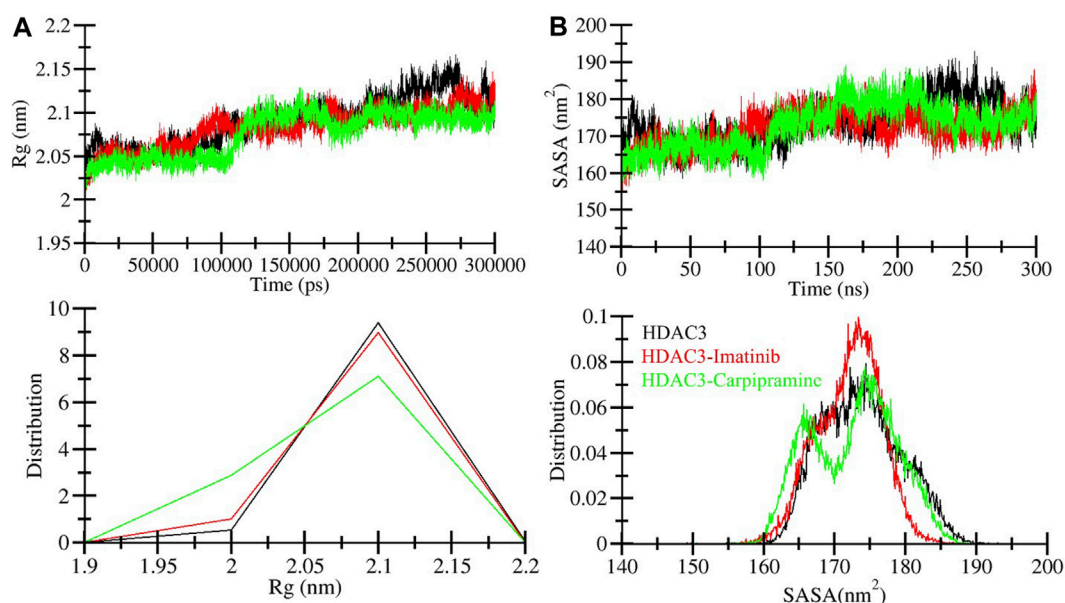 A
2.2
2.15
2.1
2.05
2
1.95
Rg (nm)
0 50000 100000 150000 200000 250000 300000
Time (ps)
B
200
190
180
170
160
150
140
SASA (nm²)
0 50 100 150 200 250 300
Time (ns)
10
8
6
4
2
0
Distribution
1.9 1.95 2 2.05 2.1 2.15 2.2
Rg (nm)
0.1
0.08
0.06
0.04
0.02
0
Distribution
HDAC3
HDAC3-Imatinib
HDAC3-Carpipramine
140 150 160 170 180 190 200
SASA(nm²)